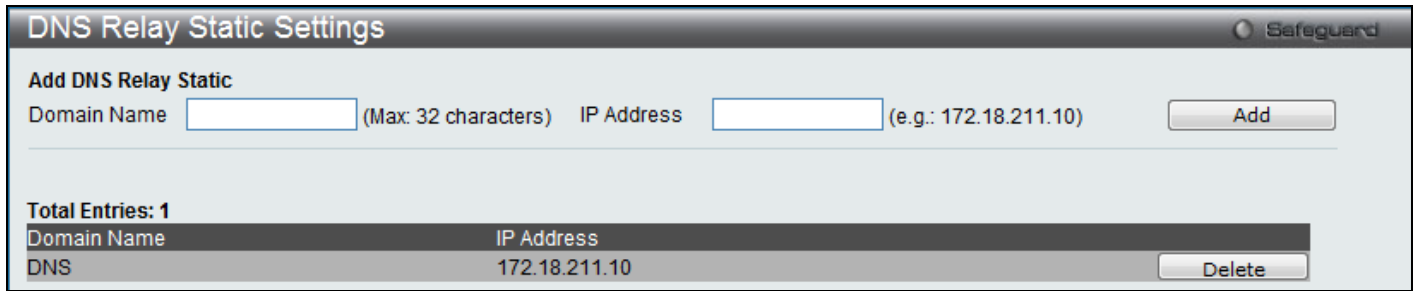 DNS Relay Static Settings
Safeguard
Add DNS Relay Static
Domain Name (Max: 32 characters) IP Address (e.g.: 172.18.211.10) Add
Total Entries: 1
Domain Name IP Address
DNS 172.18.211.10 Delete